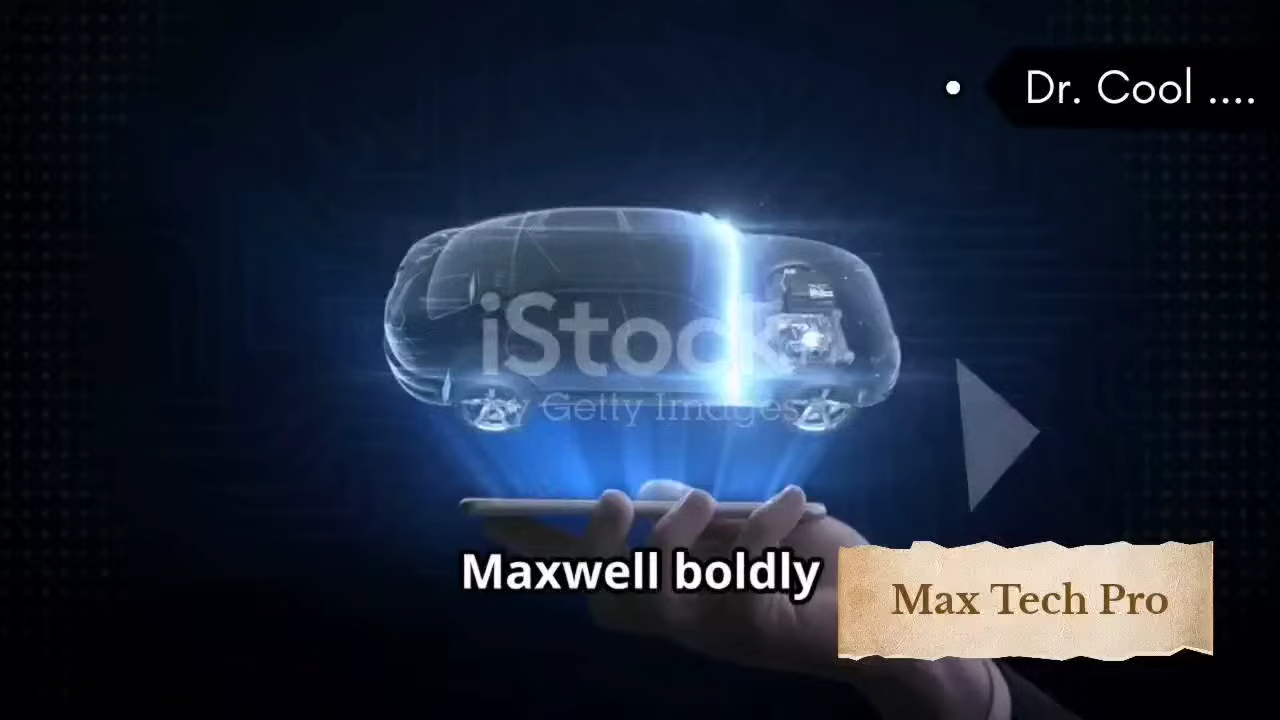 Dr. Cool ....
iStock
by Getty Images
Maxwell boldly
Max Tech Pro